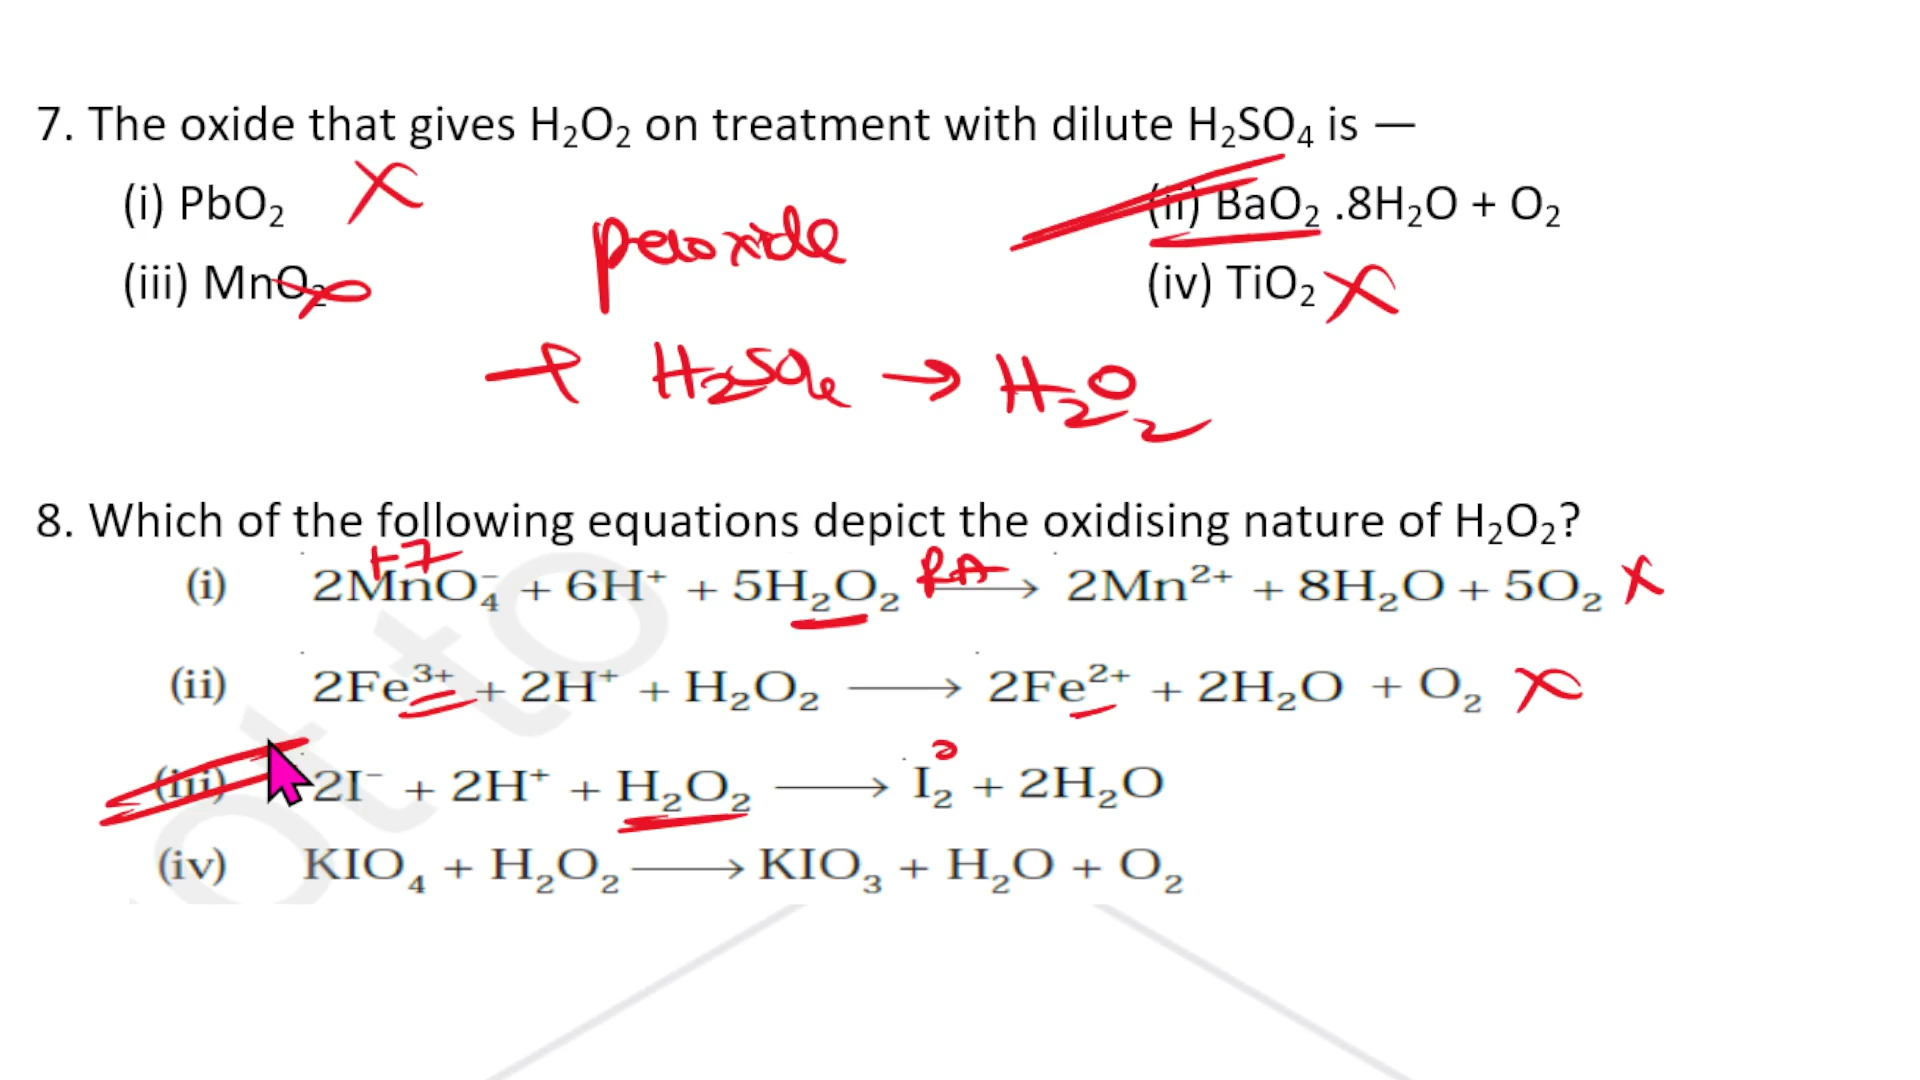 7. The oxide that gives H₂O₂ on treatment with dilute H₂SO₄ is —
(i) PbO₂ ✗ (ii) BaO₂ .8H₂O + O₂
peroxide
(iii) MnO₂ (iv) TiO₂ ✗
+ H₂SO₄ → H₂O₂
8. Which of the following equations depict the oxidising nature of H₂O₂?
+7 RA
(i) 2MnO₄⁻ + 6H⁺ + 5H₂O₂ ⟶ 2Mn²⁺ + 8H₂O + 5O₂ ✗
(ii) 2Fe³⁺ + 2H⁺ + H₂O₂ ⟶ 2Fe²⁺ + 2H₂O + O₂ ✗
0
(iii) 2I⁻ + 2H⁺ + H₂O₂ ⟶ I₂ + 2H₂O
(iv) KIO₄ + H₂O₂ ⟶ KIO₃ + H₂O + O₂